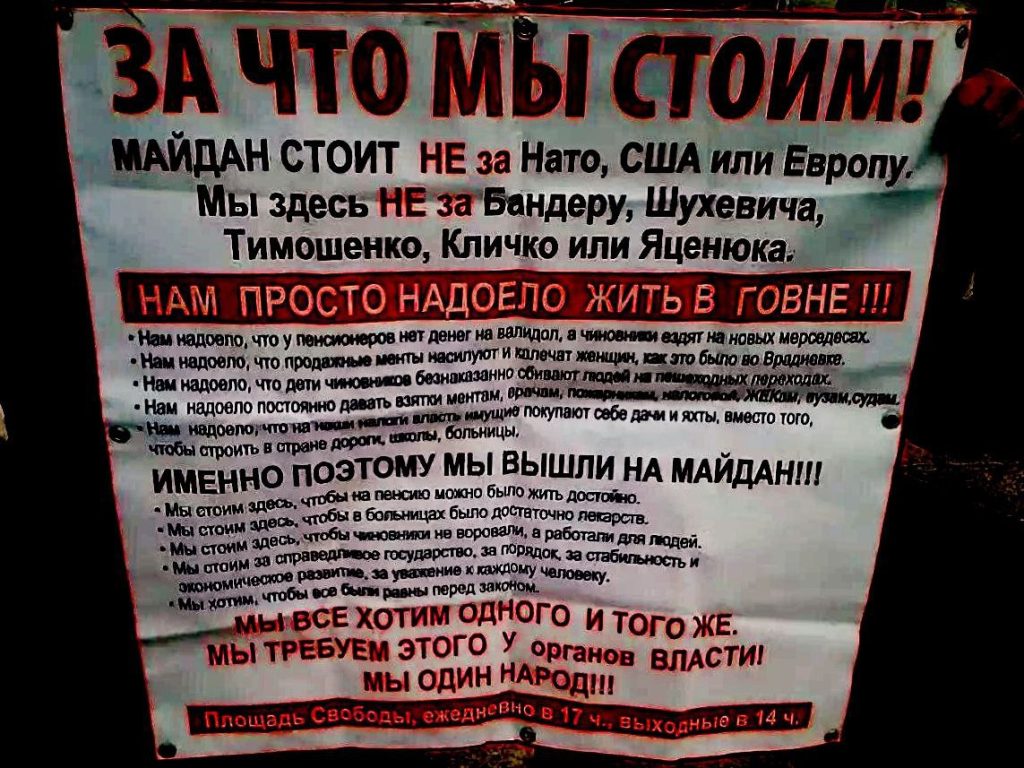 ЗА ЧТО МЫ СТОИМ!
МАЙДАН СТОИТ НЕ за Нато, США или Европу.
Мы здесь НЕ за Бандеру, Шухевича,
Тимошенко, Кличко или Яценюка.
НАМ ПРОСТО НАДОЕЛО ЖИТЬ В ГОВНЕ !!!
• Нам надоело, что у пенсионеров нет денег на валидол, а чиновники ездят на новых мерседесах.
• Нам надоело, что продажные менты насилуют и калечат женщин, как это было во Врадиевке.
• Нам надоело, что дети чиновников безнаказанно сбивают людей на пешеходных переходах.
• Нам надоело постоянно давать взятки ментам, врачам, пожарникам, налоговой, ЖЕКам, вузам, судам.
• Нам надоело, что на наши налоги власть имущие покупают себе дачи и яхты, вместо того,
чтобы строить в стране дороги, школы, больницы.
ИМЕННО ПОЭТОМУ МЫ ВЫШЛИ НА МАЙДАН!!!
• Мы стоим здесь, чтобы на пенсию можно было жить достойно.
• Мы стоим здесь, чтобы в больницах было достаточно лекарств.
• Мы стоим здесь, чтобы чиновники не воровали, а работали для людей.
• Мы стоим за справедливое государство, за порядок, за стабильность и
экономическое развитие, за уважение к каждому человеку.
• Мы хотим, чтобы все были равны перед законом.
МЫ ВСЕ ХОТИМ ОДНОГО И ТОГО ЖЕ.
МЫ ТРЕБУЕМ ЭТОГО У органов ВЛАСТИ!
МЫ ОДИН НАРОД!!!
Площадь Свободы, ежедневно в 17 ч., выходные в 14 ч.